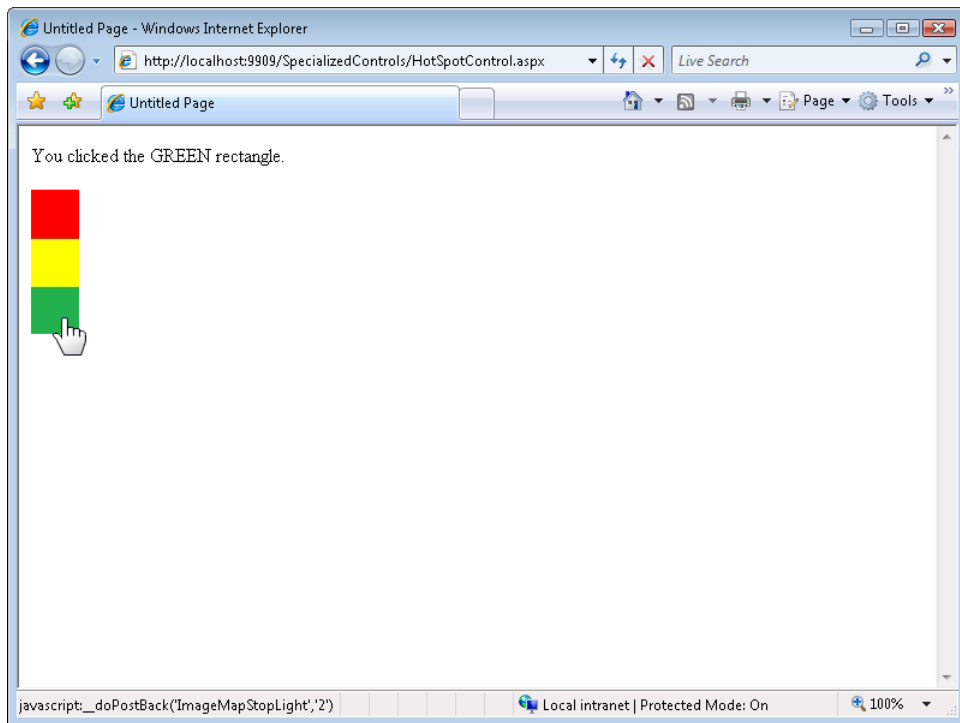 Untitled Page - Windows Internet Explorer
http://localhost:9909/SpecializedControls/HotSpotControl.aspx
Live Search
Untitled Page
Page
Tools
You clicked the GREEN rectangle.
javascript:__doPostBack('ImageMapStopLight','2')
Local intranet | Protected Mode: On
100%